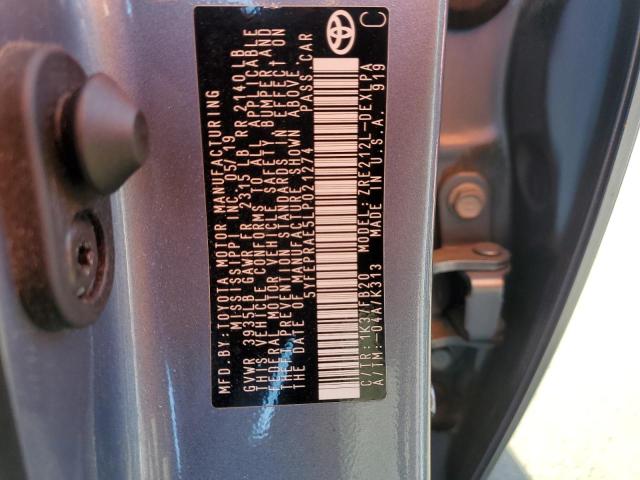 MFD. BY: TOYOTA MOTOR MANUFACTURING
MISSISSIPPI INC. 05/19
GVWR 3935LB GAWR FR 2315 LB RR 2140 LB
THIS VEHICLE CONFORMS TO ALL APPLICABLE
FEDERAL MOTOR VEHICLE SAFETY, BUMPER AND
THEFT PREVENTION STANDARDS IN EFFECT ON
THE DATE OF MANUFACTURE SHOWN ABOVE.
5YFEPRAE5LP021274 PASS. CAR
C/TR: 1K3/FB20 MODEL: ZRE212L-DEXLPA
A/TM: -04A/K313 MADE IN U.S.A. 919
C